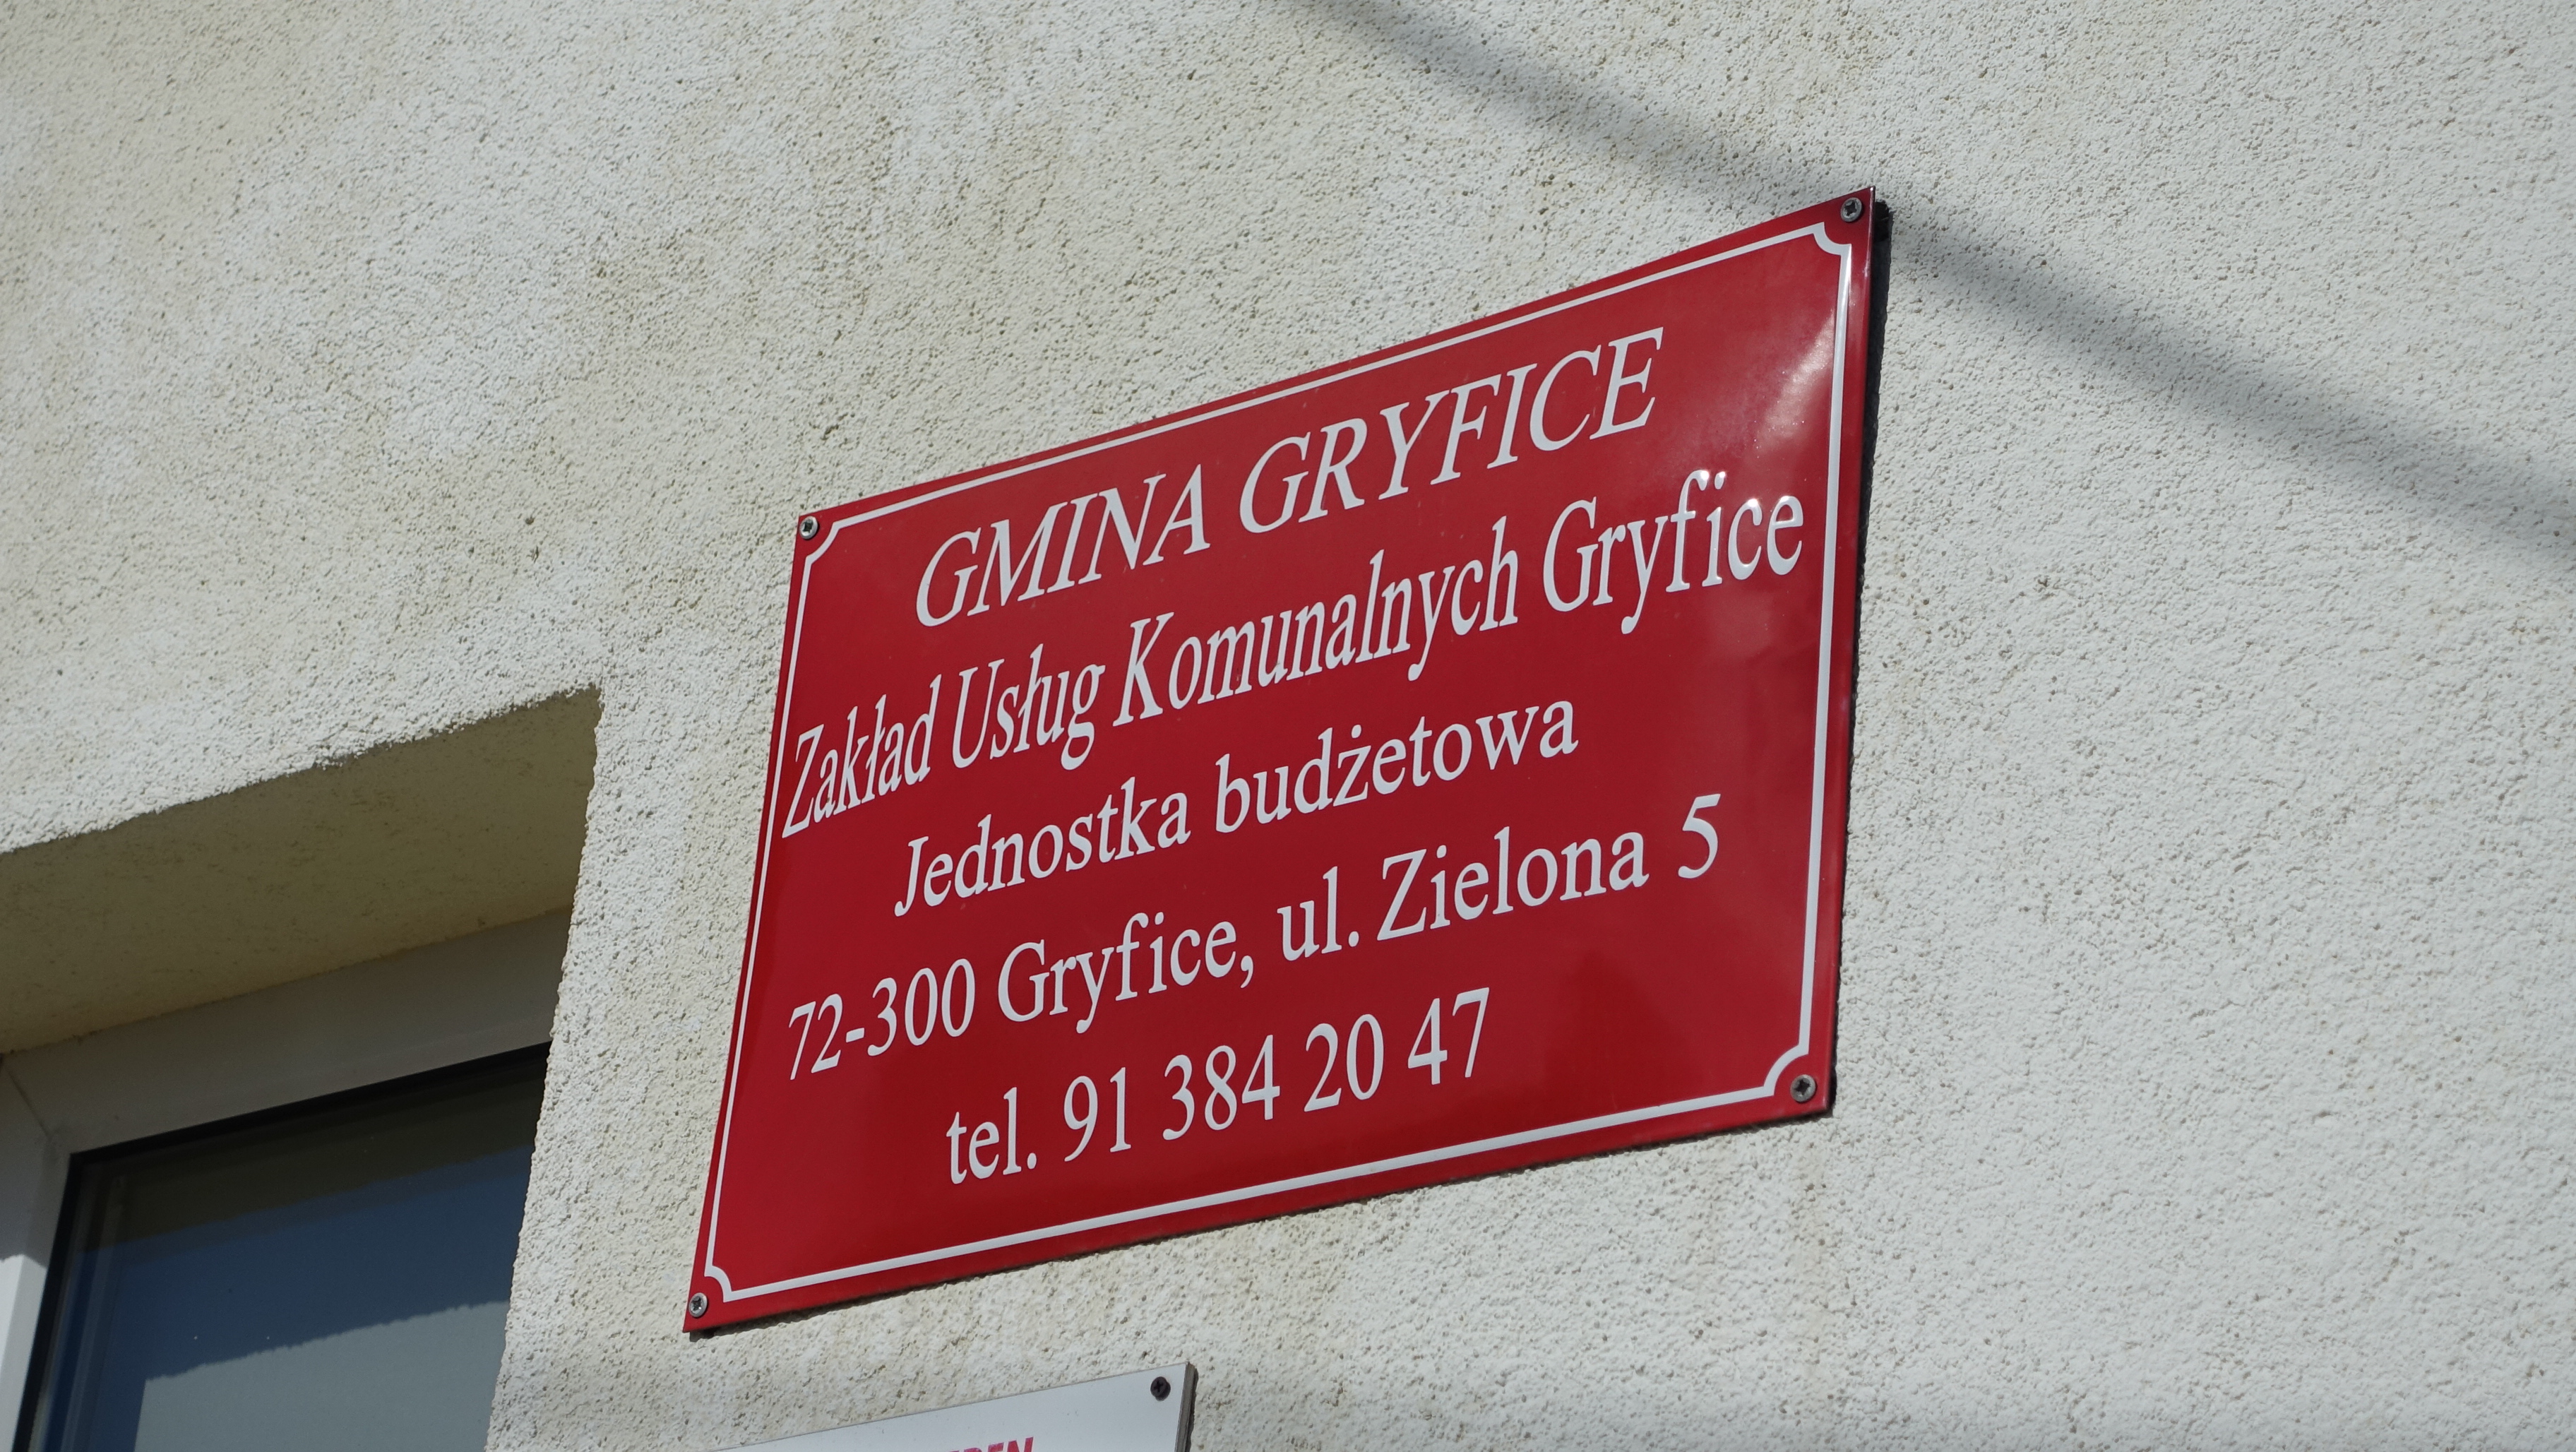 GMINA GRYFICE
Zakład Usług Komunalnych Gryfice
Jednostka budżetowa
72-300 Gryfice, ul. Zielona 5
tel. 91 384 20 47